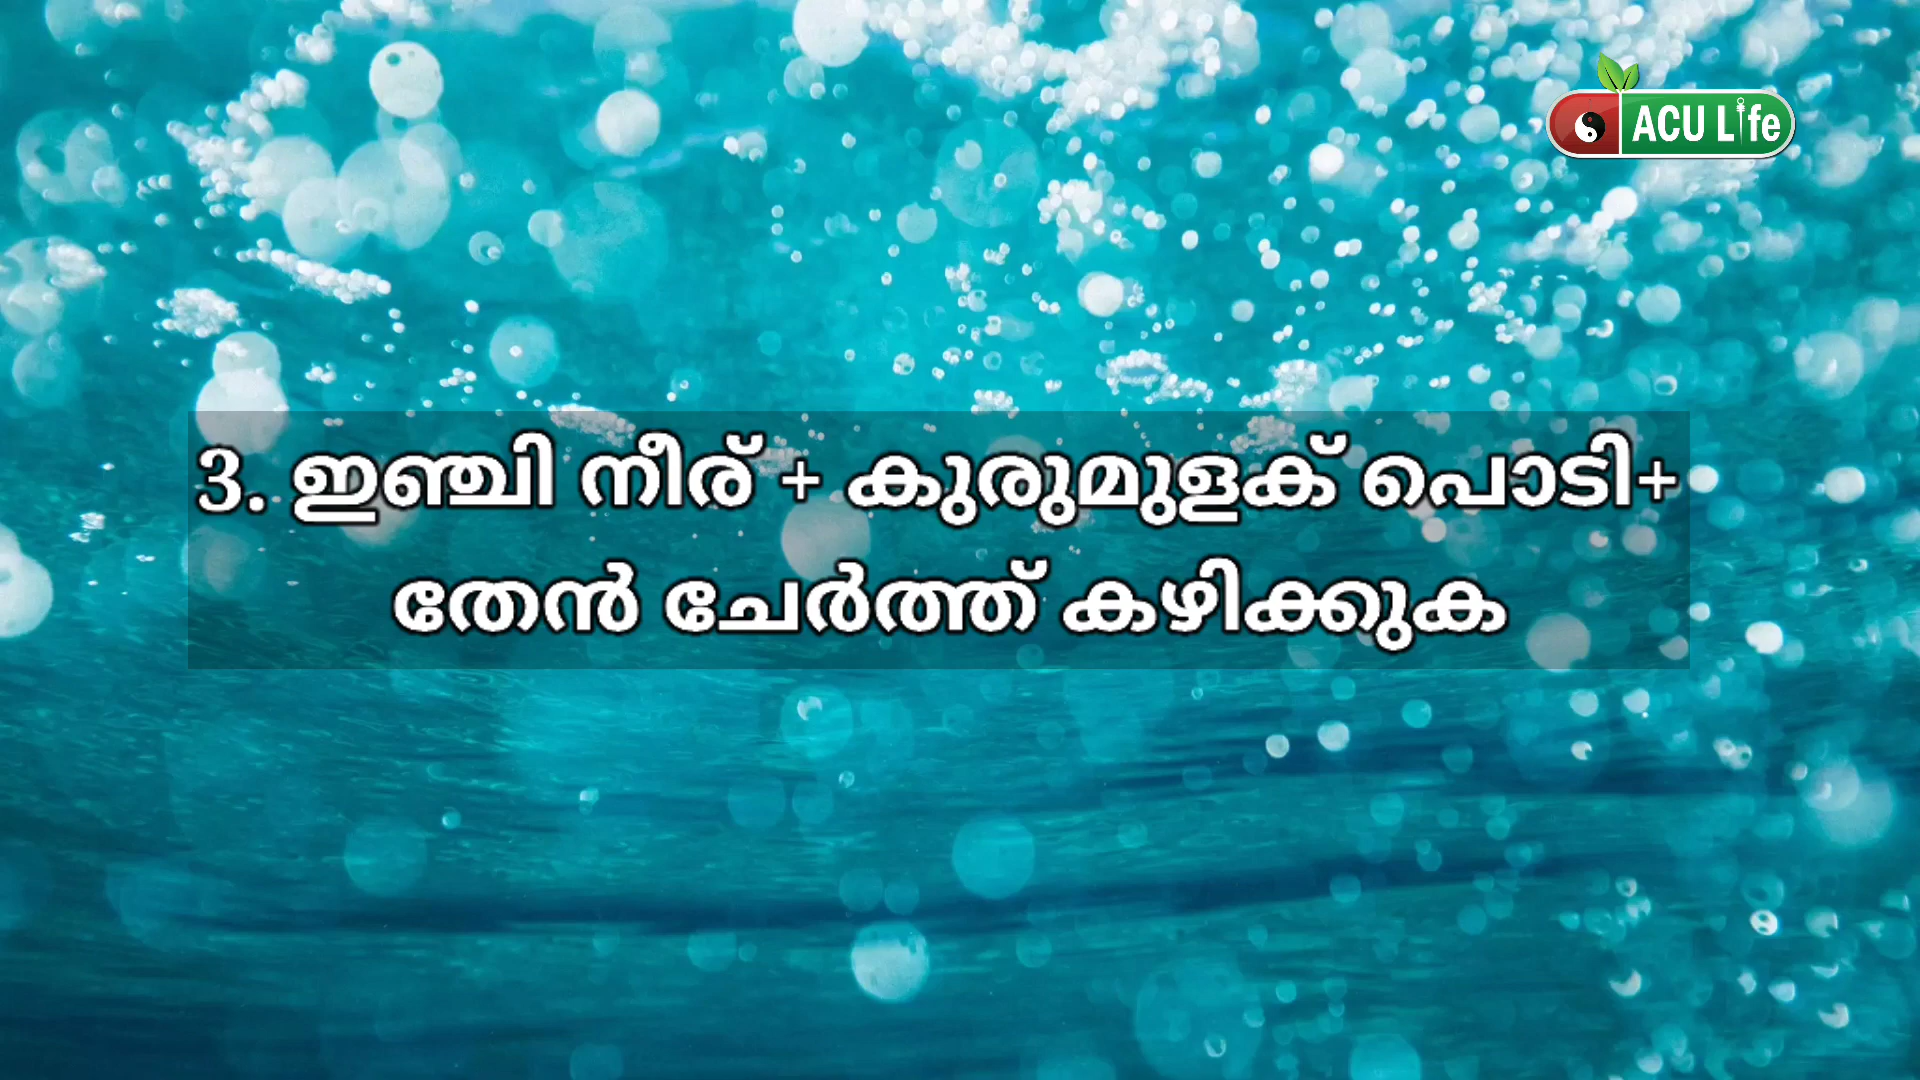 ACU Life
3. ഇഞ്ചി നീര് + കുരുമുളക് പൊടി+
തേൻ ചേർത്ത് കഴിക്കുക